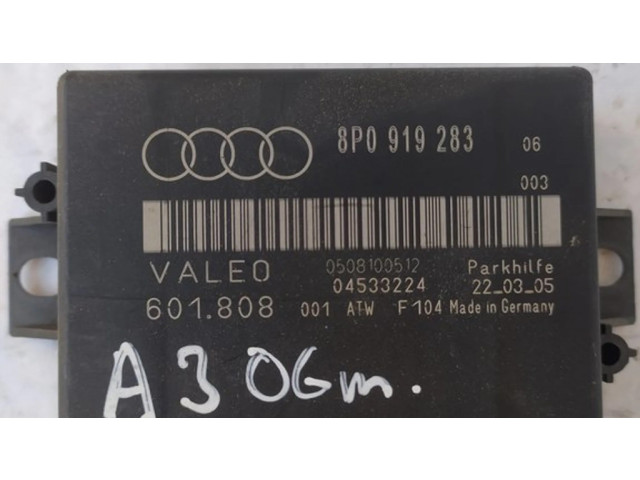 8P0 919 283 06
003
VALEO 0508100512 Parkhilfe
04533224 22_03_05
601.808 001 ATW F104 Made in Germany
A3 06m.